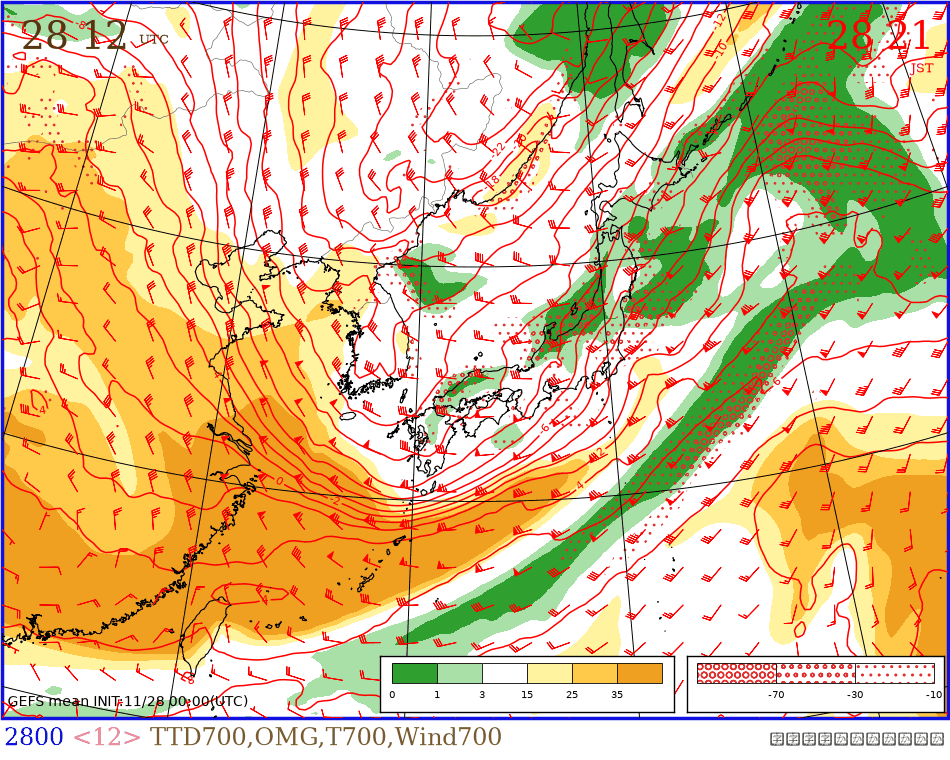 28 12 UTC
28 21 JST
GEFS mean INIT:11/28 00:00(UTC)
0 1 3 15 25 35
-70 -30 -10
2800 <12> TTD700,OMG,T700,Wind700